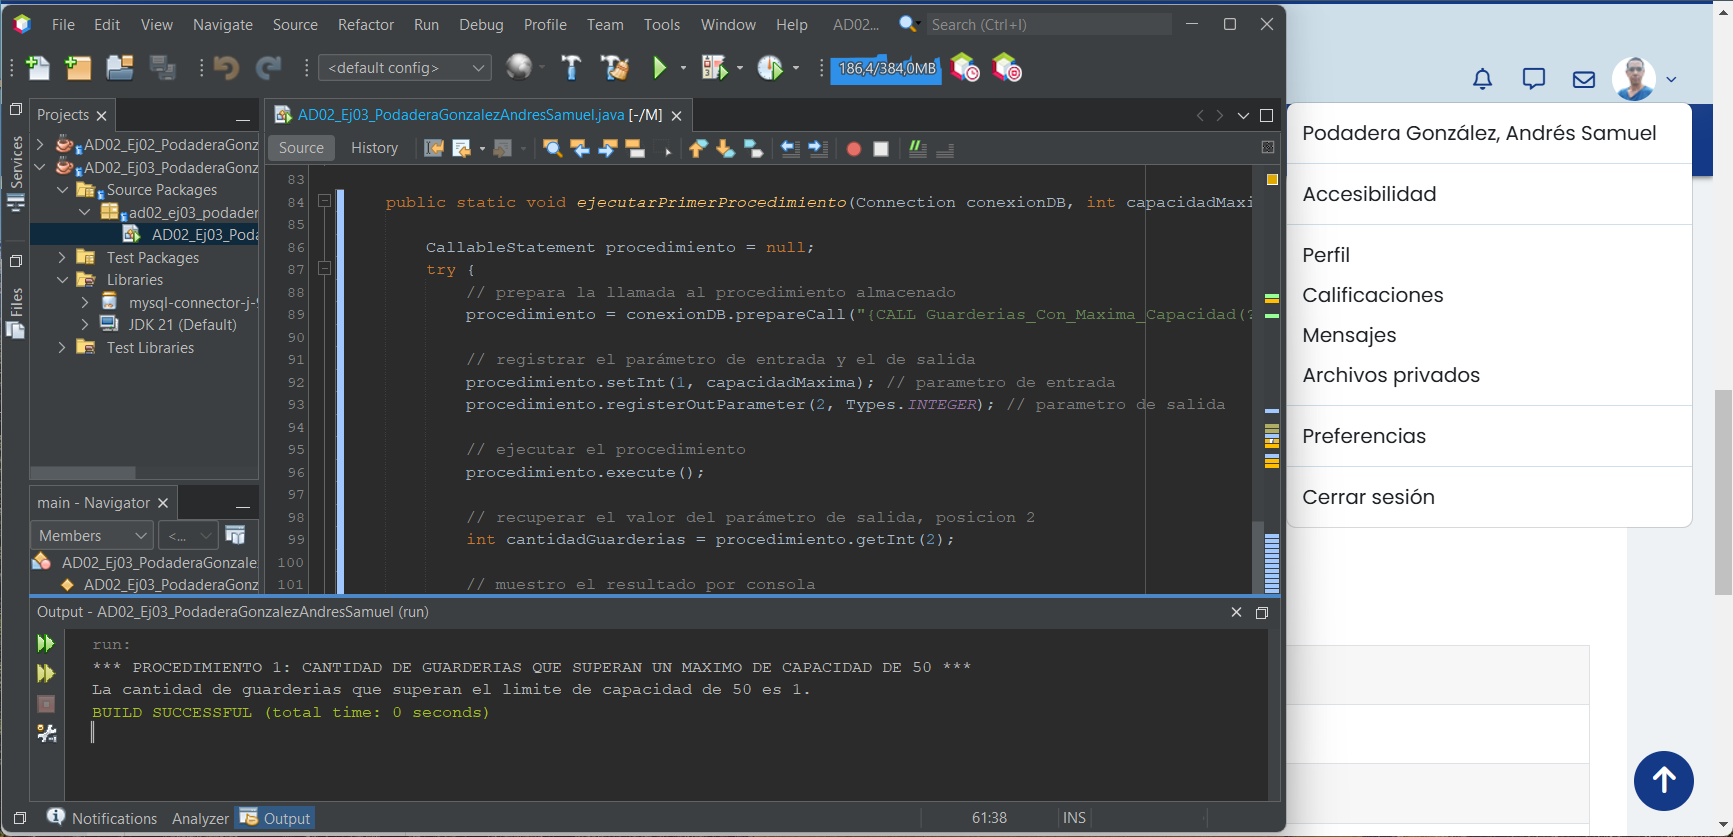 File Edit View Navigate Source Refactor Run Debug Profile Team Tools Window Help AD02... Search (Ctrl+I)
<default config> 186,4/384,0MB
Services
Files
Projects
AD02_Ej02_PodaderaGonz
AD02_Ej03_PodaderaGonz
Source Packages
ad02_ej03_podader
AD02_Ej03_Poda
Test Packages
Libraries
mysql-connector-j-9
JDK 21 (Default)
Test Libraries
main - Navigator
Members <...
AD02_Ej03_PodaderaGonzale
AD02_Ej03_PodaderaGonz
AD02_Ej03_PodaderaGonzalezAndresSamuel.java [-/M]
Source History
83
84 public static void ejecutarPrimerProcedimiento(Connection conexionDB, int capacidadMaxi
85
86 CallableStatement procedimiento = null;
87 try {
88 // prepara la llamada al procedimiento almacenado
89 procedimiento = conexionDB.prepareCall("{CALL Guarderias_Con_Maxima_Capacidad(?
90
91 // registrar el parámetro de entrada y el de salida
92 procedimiento.setInt(1, capacidadMaxima); // parametro de entrada
93 procedimiento.registerOutParameter(2, Types.INTEGER); // parametro de salida
94
95 // ejecutar el procedimiento
96 procedimiento.execute();
97
98 // recuperar el valor del parámetro de salida, posicion 2
99 int cantidadGuarderias = procedimiento.getInt(2);
100
101 // muestro el resultado por consola
Output - AD02_Ej03_PodaderaGonzalezAndresSamuel (run)
run:
*** PROCEDIMIENTO 1: CANTIDAD DE GUARDERIAS QUE SUPERAN UN MAXIMO DE CAPACIDAD DE 50 ***
La cantidad de guarderias que superan el limite de capacidad de 50 es 1.
BUILD SUCCESSFUL (total time: 0 seconds)
Notifications Analyzer Output 61:38 INS
Podadera González, Andrés Samuel
Accesibilidad
Perfil
Calificaciones
Mensajes
Archivos privados
Preferencias
Cerrar sesión